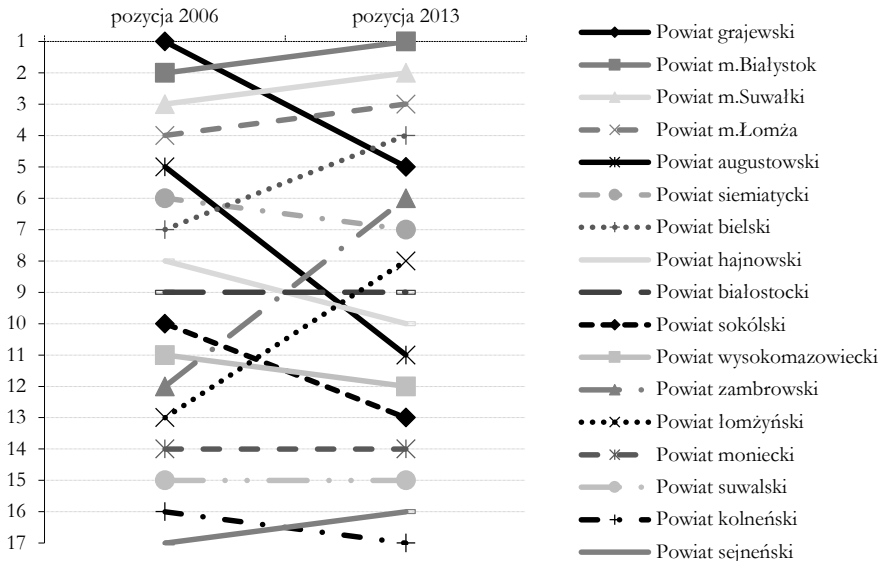 pozycja 2006 pozycja 2013
1
2
3
4
5
6
7
8
9
10
11
12
13
14
15
16
17
Powiat grajewski
Powiat m.Białystok
Powiat m.Suwałki
Powiat m.Łomża
Powiat augustowski
Powiat siemiatycki
Powiat bielski
Powiat hajnowski
Powiat białostocki
Powiat sokólski
Powiat wysokomazowiecki
Powiat zambrowski
Powiat łomżyński
Powiat moniecki
Powiat suwalski
Powiat kolneński
Powiat sejneński